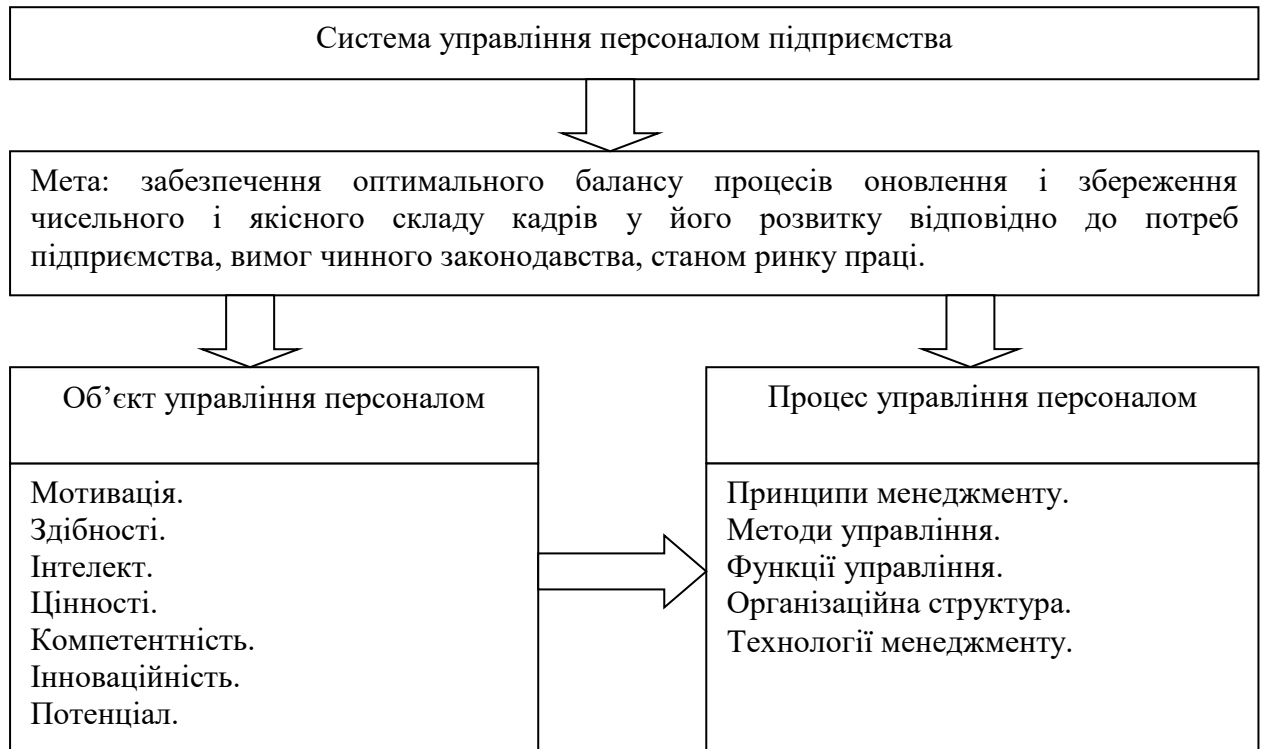 Система управління персоналом підприємства
Мета: забезпечення оптимального балансу процесів оновлення і збереження
чисельного і якісного складу кадрів у його розвитку відповідно до потреб
підприємства, вимог чинного законодавства, станом ринку праці.
Об’єкт управління персоналом
Мотивація.
Здібності.
Інтелект.
Цінності.
Компетентність.
Інноваційність.
Потенціал.
Процес управління персоналом
Принципи менеджменту.
Методи управління.
Функції управління.
Організаційна структура.
Технології менеджменту.